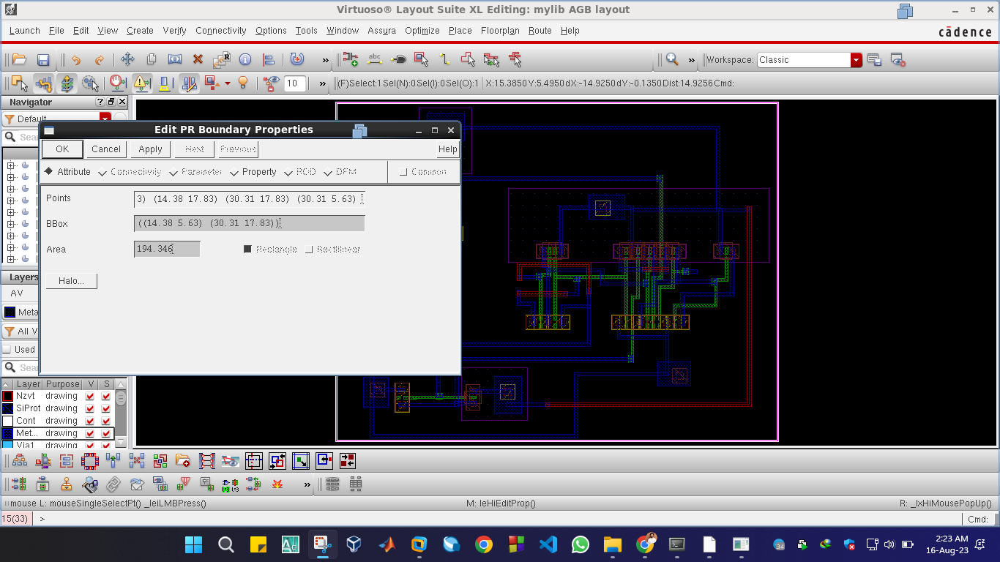 Virtuoso® Layout Suite XL Editing: mylib AGB layout
Launch File Edit View Create Verify Connectivity Options Tools Window Assura Optimize Place Floorplan Route Help
cādence
» » » Workspace: Classic
10 » (F)Select:1 Sel(N):0 Sel(I):0 Sel(O):1 X:15.3850 Y:5.4950 dX:-14.9250 dY:-0.1350 Dist:14.9256 Cmd:
Navigator ?
Default
Edit PR Boundary Properties
Sea
OK Cancel Apply Next Previous Help
Attribute Connectivity Parameter Property ROD DFM Common
Points 3) (14.38 17.83) (30.31 17.83) (30.31 5.63)
BBox ((14.38 5.63) (30.31 17.83))
Area 194.346 Rectangle Rectilinear
Layers
Halo...
AV
Meta
All V
Used
Sea
Layer Purpose V S
Nzvt drawing
SiProt drawing
Cont drawing
Met... drawing
Via1 drawing
»
mouse L: mouseSingleSelectPt() _leiLMBPress() M: leHiEditProp() R: _lxHiMousePopUp()
15(33) > Cmd:
34
2:23 AM
16-Aug-23